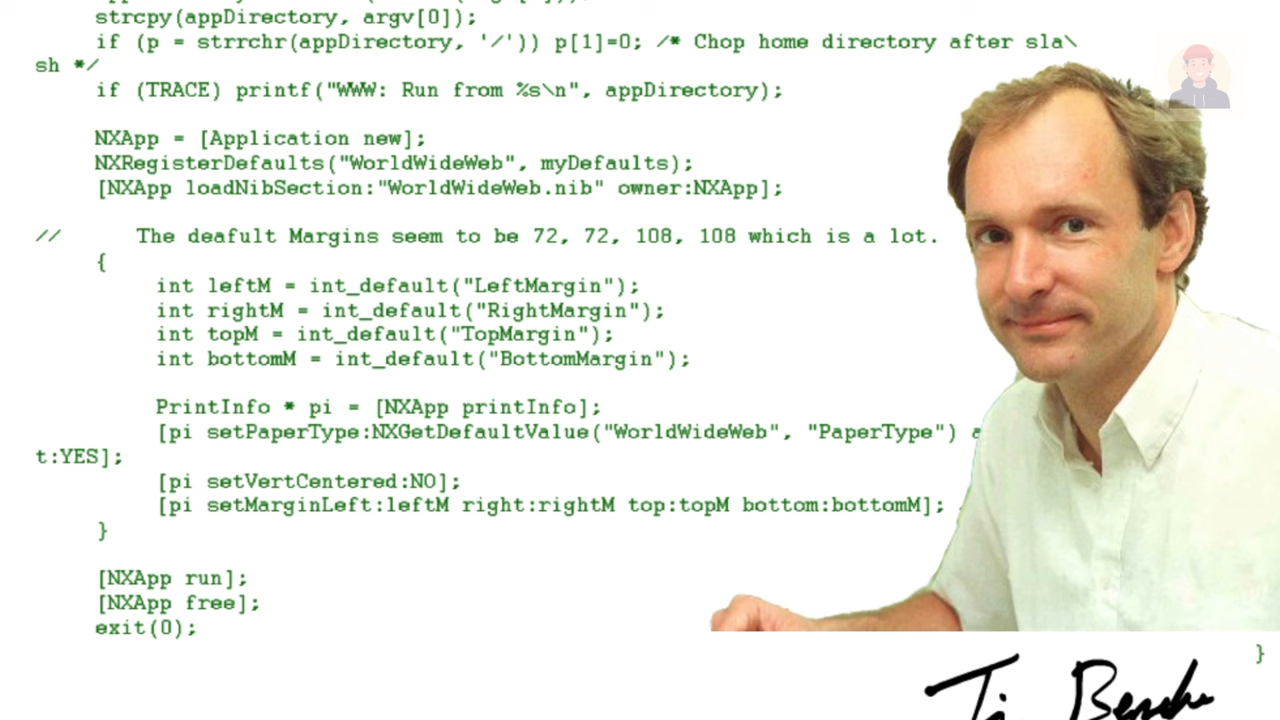 strcpy(appDirectory, argv[0]);
if (p = strrchr(appDirectory, '/')) p[1]=0; /* Chop home directory after sla\
sh */
if (TRACE) printf("WWW: Run from %s\n", appDirectory);
NXApp = [Application new];
NXRegisterDefaults("WorldWideWeb", myDefaults);
[NXApp loadNibSection:"WorldWideWeb.nib" owner:NXApp];
// The deafult Margins seem to be 72, 72, 108, 108 which is a lot.
{
int leftM = int_default("LeftMargin");
int rightM = int_default("RightMargin");
int topM = int_default("TopMargin");
int bottomM = int_default("BottomMargin");
PrintInfo * pi = [NXApp printInfo];
[pi setPaperType:NXGetDefaultValue("WorldWideWeb", "PaperType")
t:YES];
[pi setVertCentered:NO];
[pi setMarginLeft:leftM right:rightM top:topM bottom:bottomM];
}
[NXApp run];
[NXApp free];
exit(0);
}